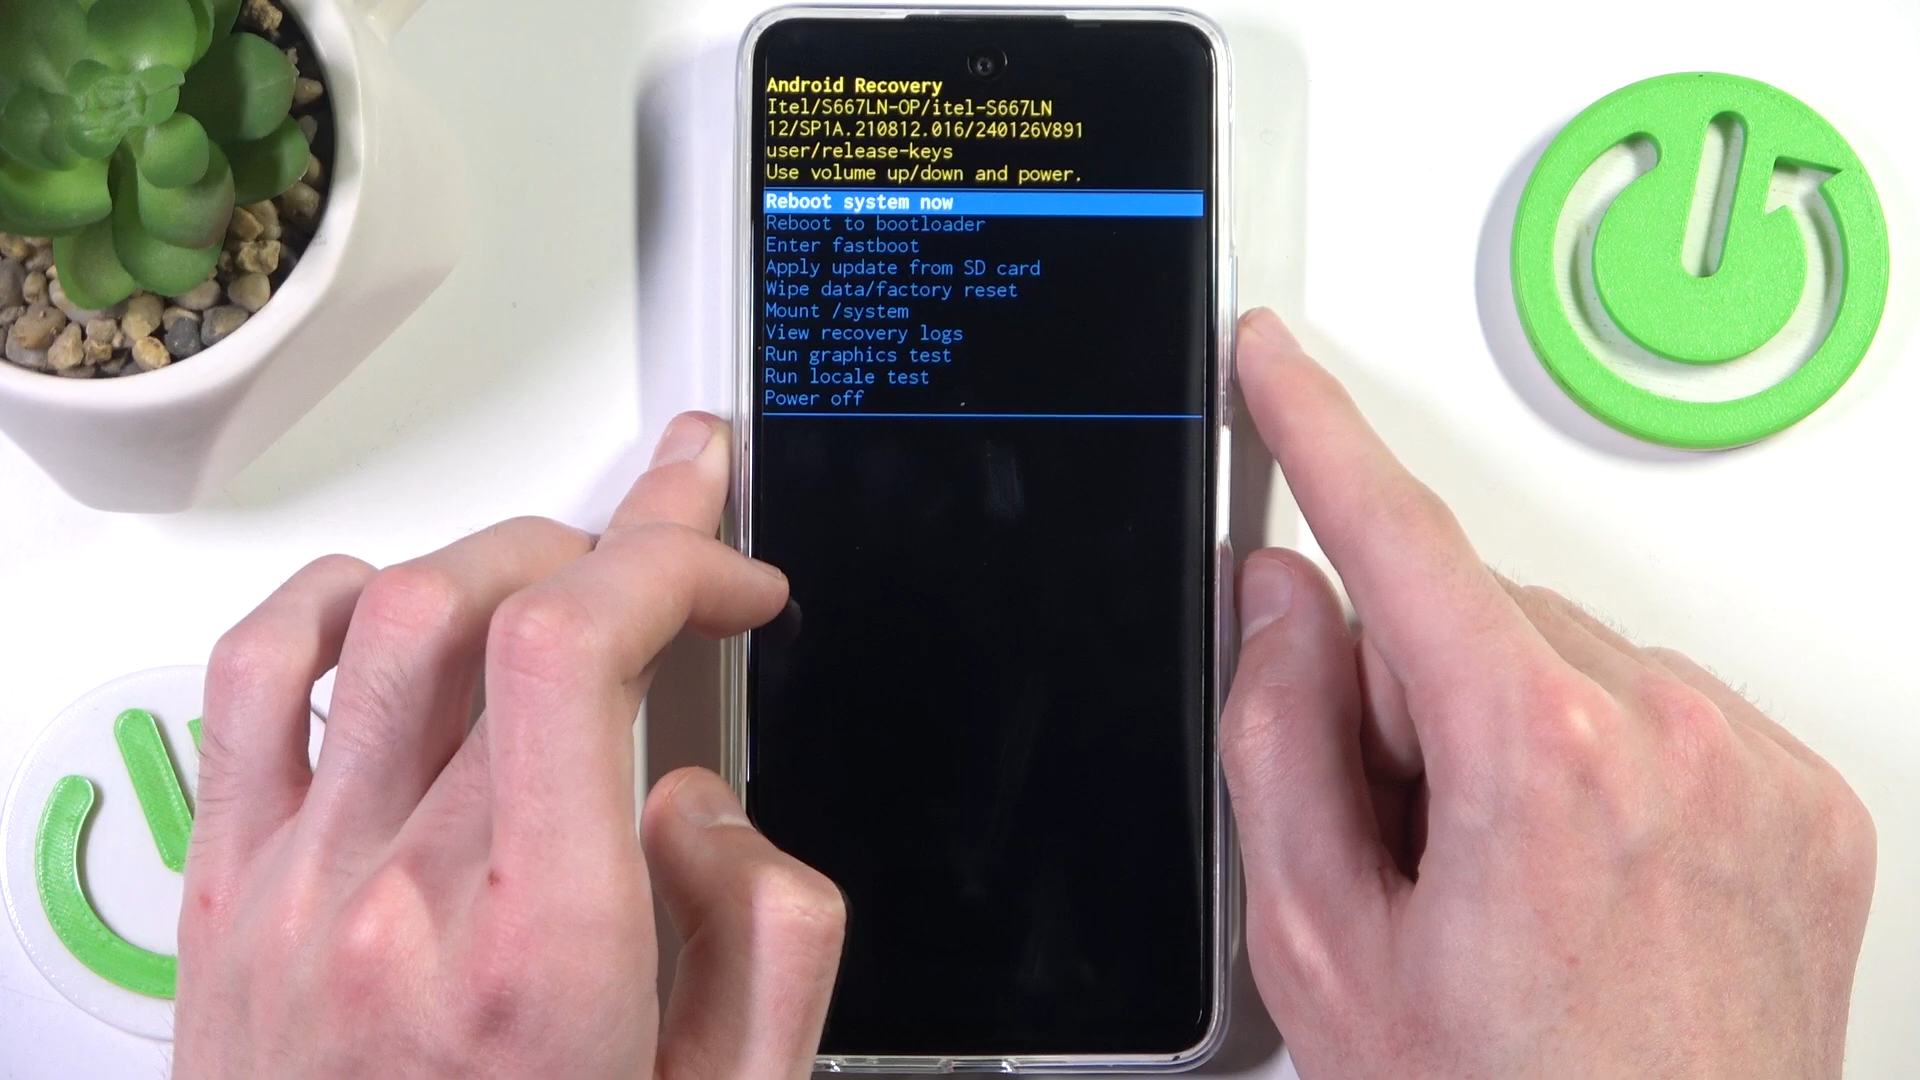 Android Recovery
Itel/S667LN-OP/itel-S667LN
12/SP1A.210812.016/240126V891
user/release-keys
Use volume up/down and power.
Reboot system now
Reboot to bootloader
Enter fastboot
Apply update from SD card
Wipe data/factory reset
Mount /system
View recovery logs
Run graphics test
Run locale test
Power off